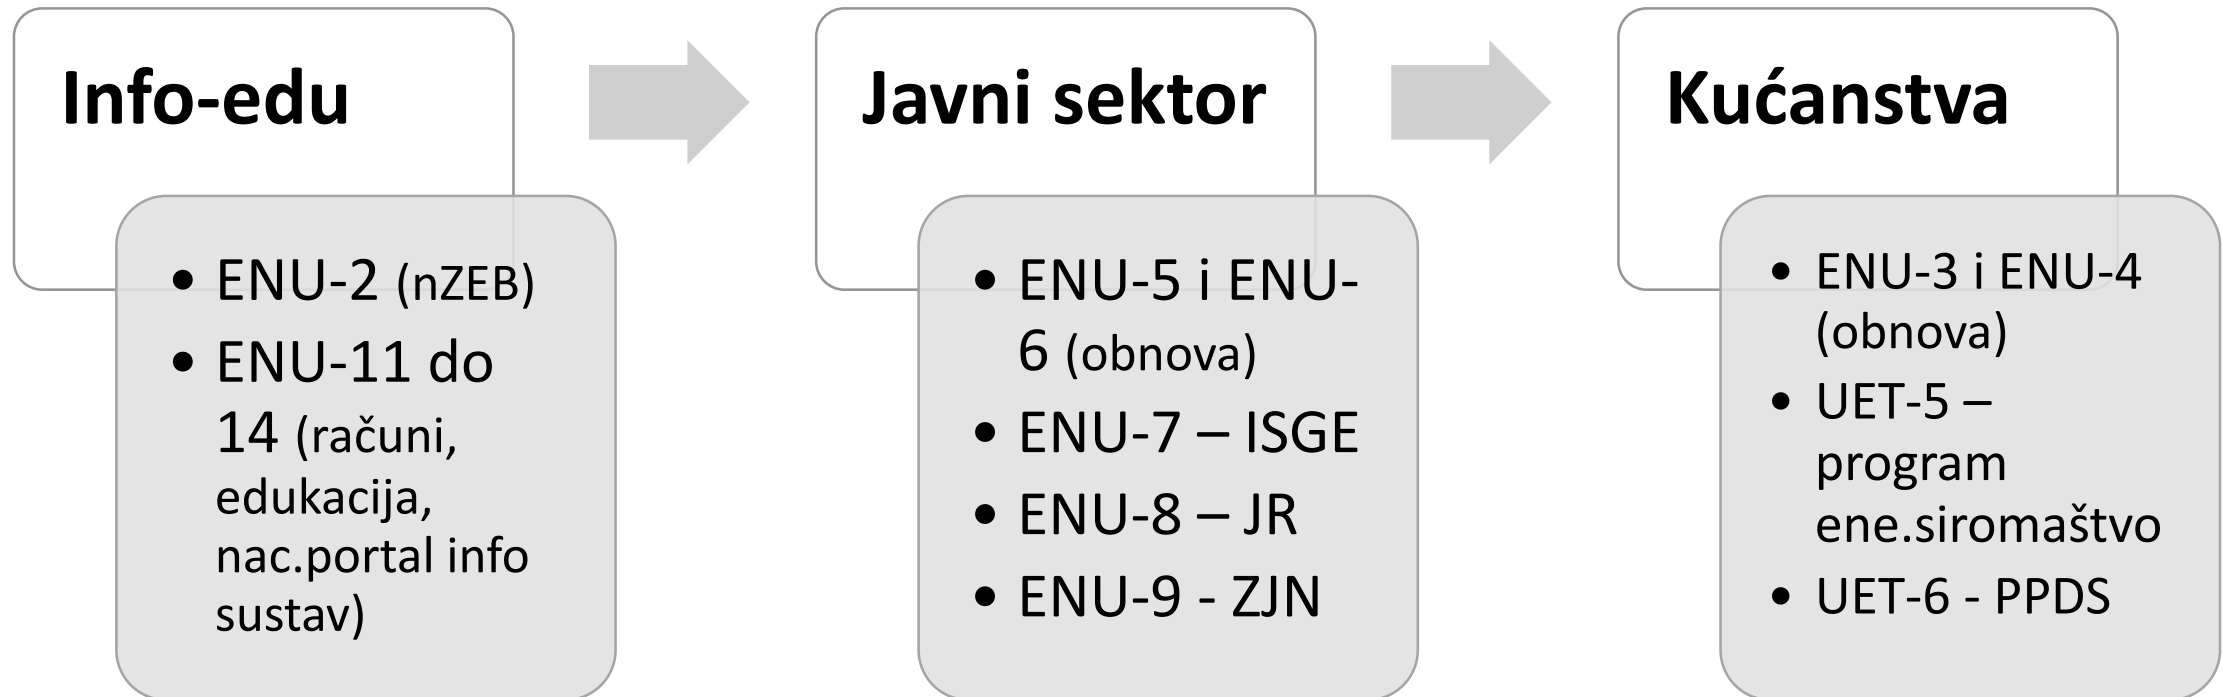 Info-edu
• ENU-2 (nZEB)
• ENU-11 do
14 (računi,
edukacija,
nac.portal info
sustav)
Javni sektor
• ENU-5 i ENU-
6 (obnova)
• ENU-7 – ISGE
• ENU-8 – JR
• ENU-9 - ZJN
Kućanstva
• ENU-3 i ENU-4
(obnova)
• UET-5 –
program
ene.siromaštvo
• UET-6 - PPDS